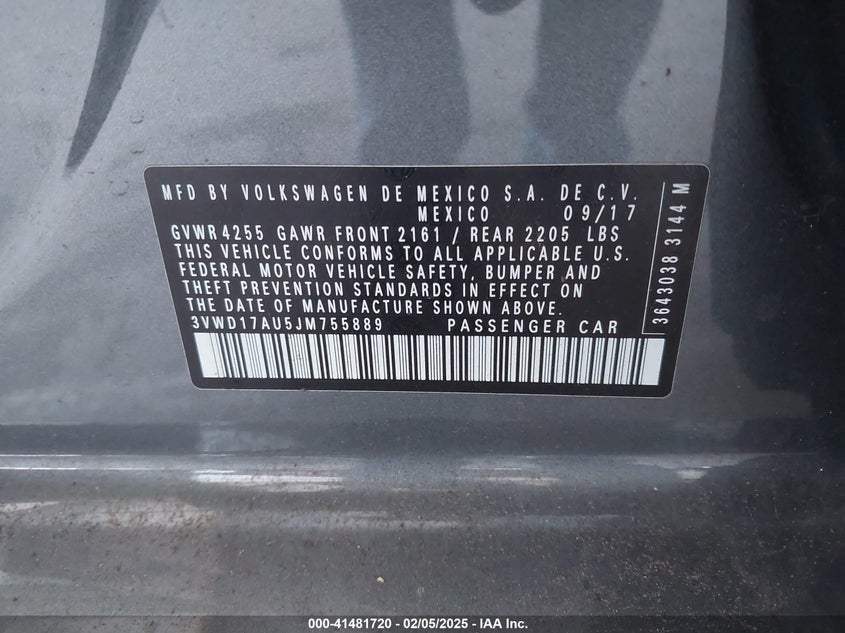 MFD BY VOLKSWAGEN DE MEXICO S.A. DE C.V.
MEXICO 09/17
GVWR 4255 GAWR FRONT 2161 / REAR 2205 LBS
THIS VEHICLE CONFORMS TO ALL APPLICABLE U.S.
FEDERAL MOTOR VEHICLE SAFETY, BUMPER AND
THEFT PREVENTION STANDARDS IN EFFECT ON
THE DATE OF MANUFACTURE SHOWN ABOVE.
3VWD17AU5JM755889 PASSENGER CAR
3643038 3144 M
000-41481720 - 02/05/2025 - IAA Inc.